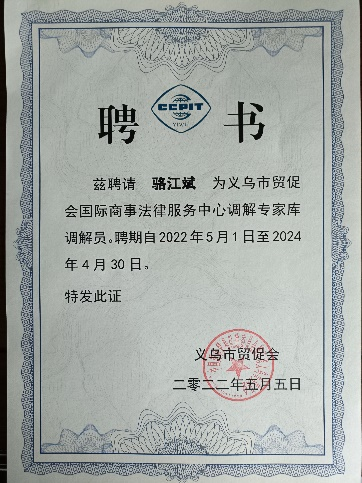 CCPIT
YIWU
聘 书
兹聘请 骆江斌 为义乌市贸促
会国际商事法律服务中心调解专家库
调解员。聘期自2022年5月1日至2024
年4月30日。
特发此证
义乌市贸促会
二零二二年五月五日